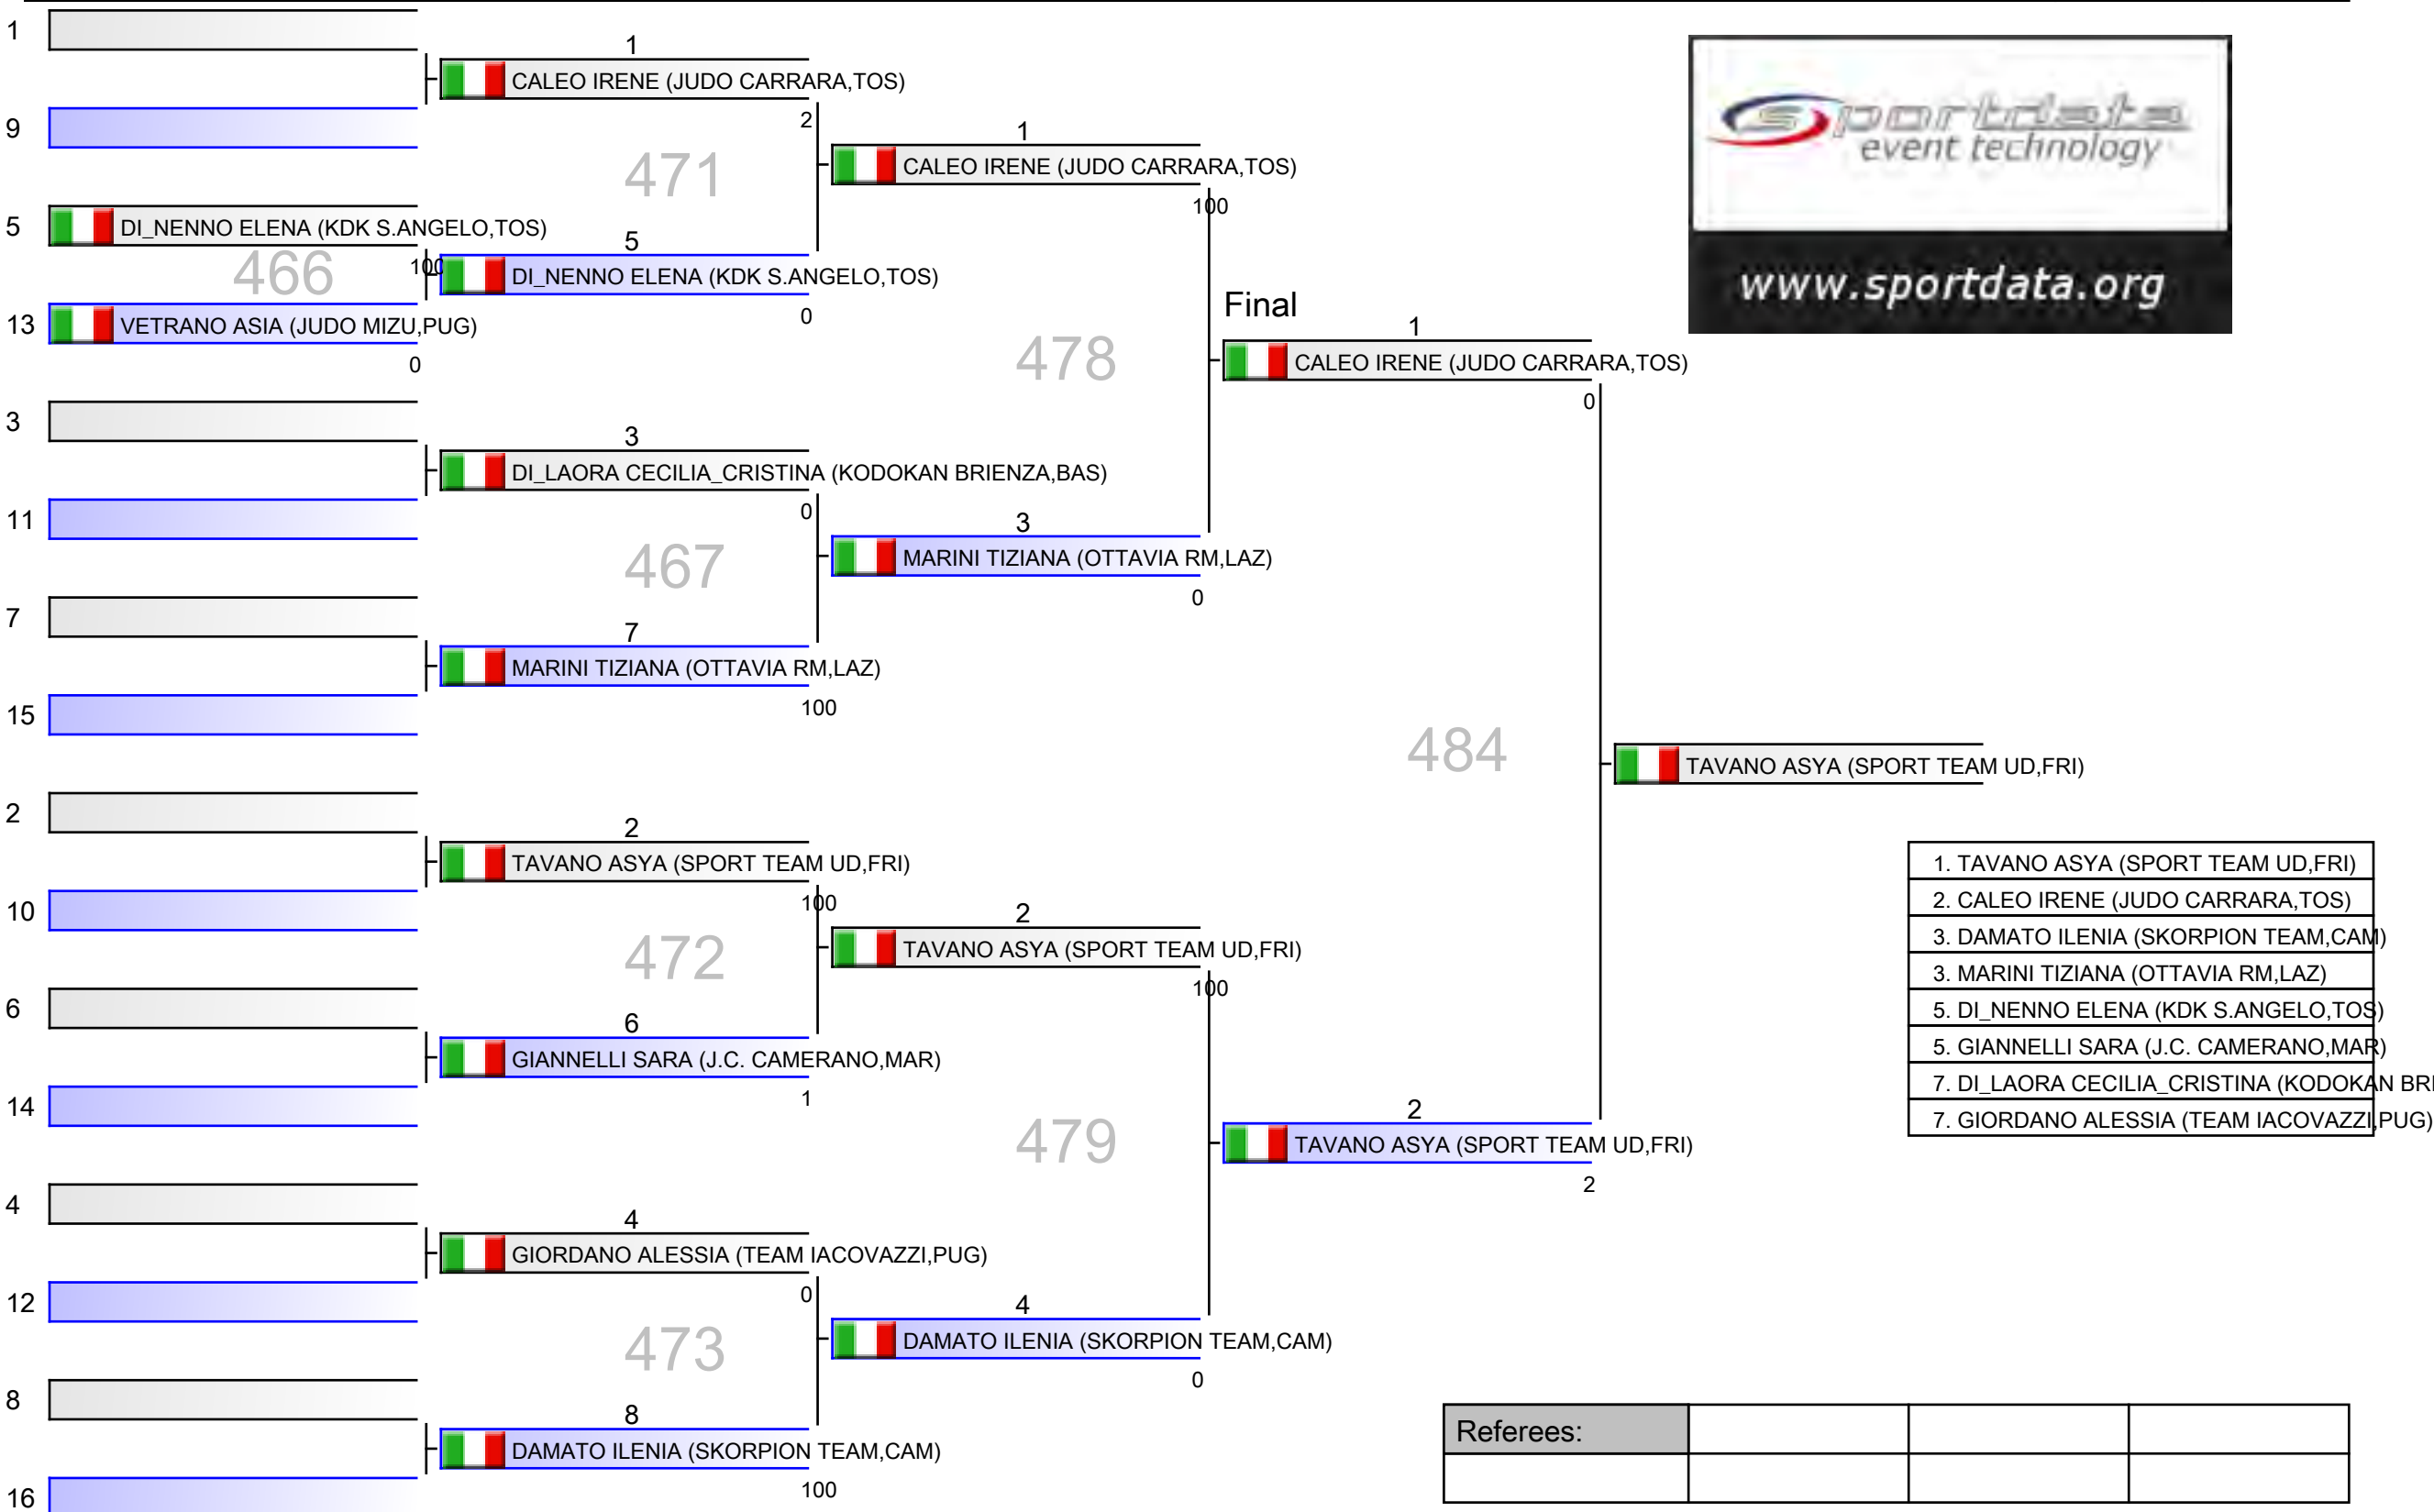 1
9
5 DI_NENNO ELENA (KDK S.ANGELO,TOS)
100
466
13 VETRANO ASIA (JUDO MIZU,PUG)
0
3
11
7
15
2
10
6
14
4
12
8
16
1
CALEO IRENE (JUDO CARRARA,TOS)
2
471
5
DI_NENNO ELENA (KDK S.ANGELO,TOS)
0
3
DI_LAORA CECILIA_CRISTINA (KODOKAN BRIENZA,BAS)
0
467
7
MARINI TIZIANA (OTTAVIA RM,LAZ)
100
2
TAVANO ASYA (SPORT TEAM UD,FRI)
100
472
6
GIANNELLI SARA (J.C. CAMERANO,MAR)
1
4
GIORDANO ALESSIA (TEAM IACOVAZZI,PUG)
0
473
8
DAMATO ILENIA (SKORPION TEAM,CAM)
100
1
CALEO IRENE (JUDO CARRARA,TOS)
100
478
3
MARINI TIZIANA (OTTAVIA RM,LAZ)
0
2
TAVANO ASYA (SPORT TEAM UD,FRI)
100
479
4
DAMATO ILENIA (SKORPION TEAM,CAM)
0
Final
1
CALEO IRENE (JUDO CARRARA,TOS)
0
484
2
TAVANO ASYA (SPORT TEAM UD,FRI)
2
TAVANO ASYA (SPORT TEAM UD,FRI)
sportdata
event technology
www.sportdata.org
1. TAVANO ASYA (SPORT TEAM UD,FRI)
2. CALEO IRENE (JUDO CARRARA,TOS)
3. DAMATO ILENIA (SKORPION TEAM,CAM)
3. MARINI TIZIANA (OTTAVIA RM,LAZ)
5. DI_NENNO ELENA (KDK S.ANGELO,TOS)
5. GIANNELLI SARA (J.C. CAMERANO,MAR)
7. DI_LAORA CECILIA_CRISTINA (KODOKAN BRI
7. GIORDANO ALESSIA (TEAM IACOVAZZI,PUG)
Referees: